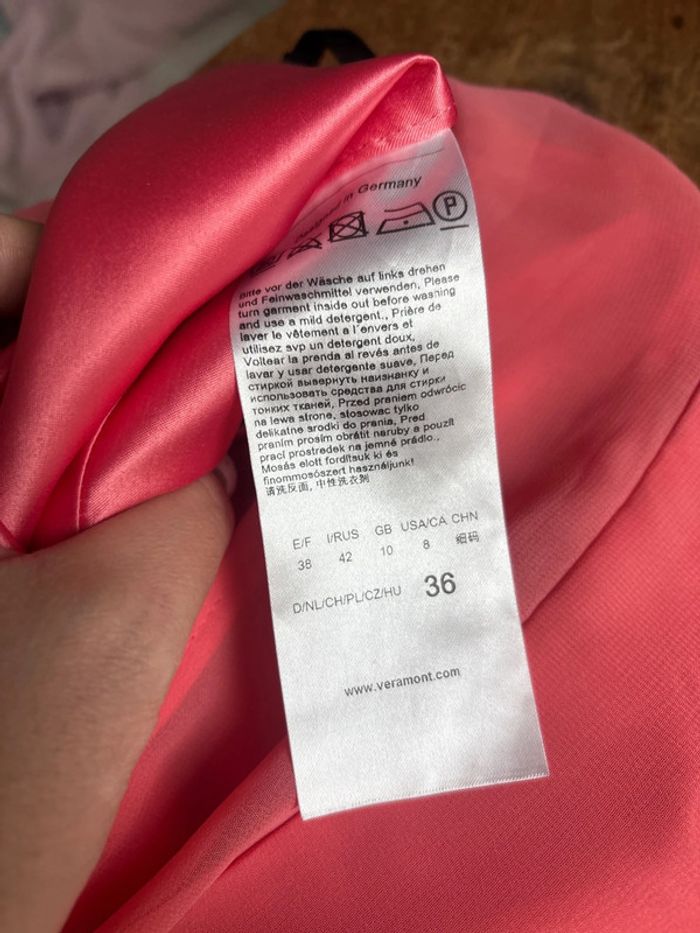 Designed in Germany
P
Bitte vor der Wäsche auf links drehen
und Feinwaschmittel verwenden, Please
turn garment inside out before washing
and use a mild detergent., Prière de
laver le vêtement a l'envers et
utilisez svp un detergent doux,
Voltear la prenda al revés antes de
lavar y usar detergente suave, Перед
стиркой вывернуть наизнанку и
использовать средства для стирки
тонких тканей, Przed praniem odwrócic
na lewa strone, stosowac tylko
delikatne srodki do prania, Pred
praním prosím obrátit naruby a použít
prací prostredek na jemné prádlo.,
Mosás elott fordítsuk ki és
finommosószert használjunk!
请洗反面, 中性洗衣剂
E/F I/RUS GB USA/CA CHN
38 42 10 8 细码
D/NL/CH/PL/CZ/HU 36
www.veramont.com